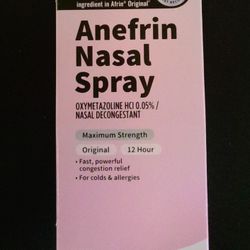 ingredient in Afrin® Original*
Anefrin
Nasal
Spray
OXYMETAZOLINE HCl 0.05% /
NASAL DECONGESTANT
Maximum Strength
Original 12 Hour
• Fast, powerful
congestion relief
• For colds & allergies